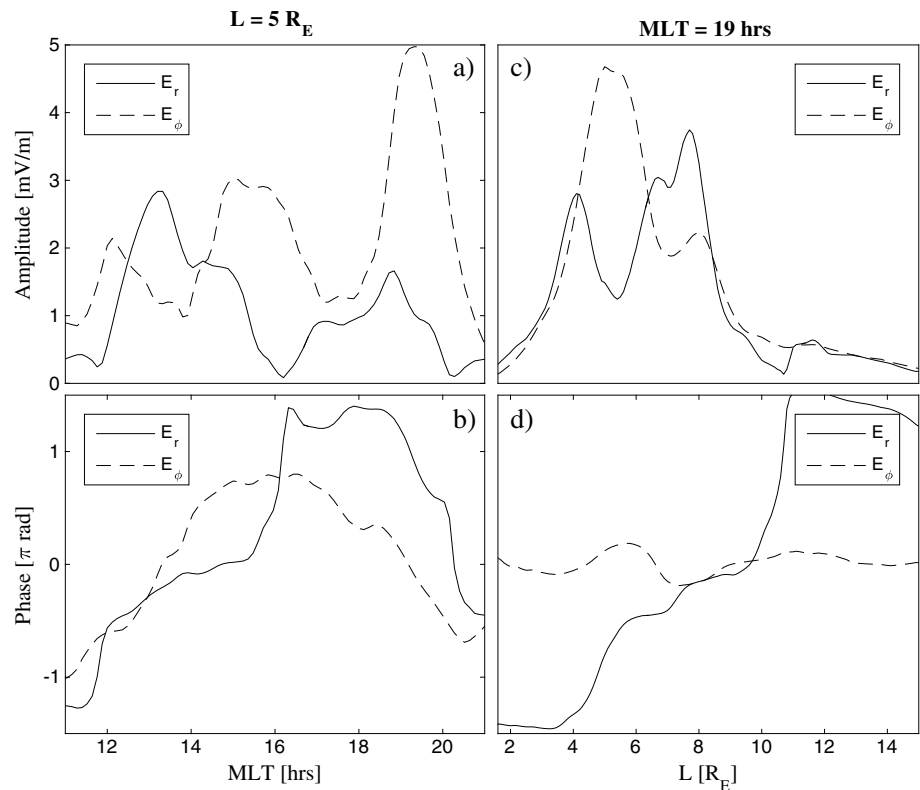 L = 5 R_E
MLT = 19 hrs
5
4
3
2
1
0
Amplitude [mV/m]
E_r
E_ϕ
a)
c)
E_r
E_ϕ
1
0
-1
Phase [π rad]
E_r
E_ϕ
b)
d)
E_r
E_ϕ
12 14 16 18 20
MLT [hrs]
2 4 6 8 10 12 14
L [R_E]